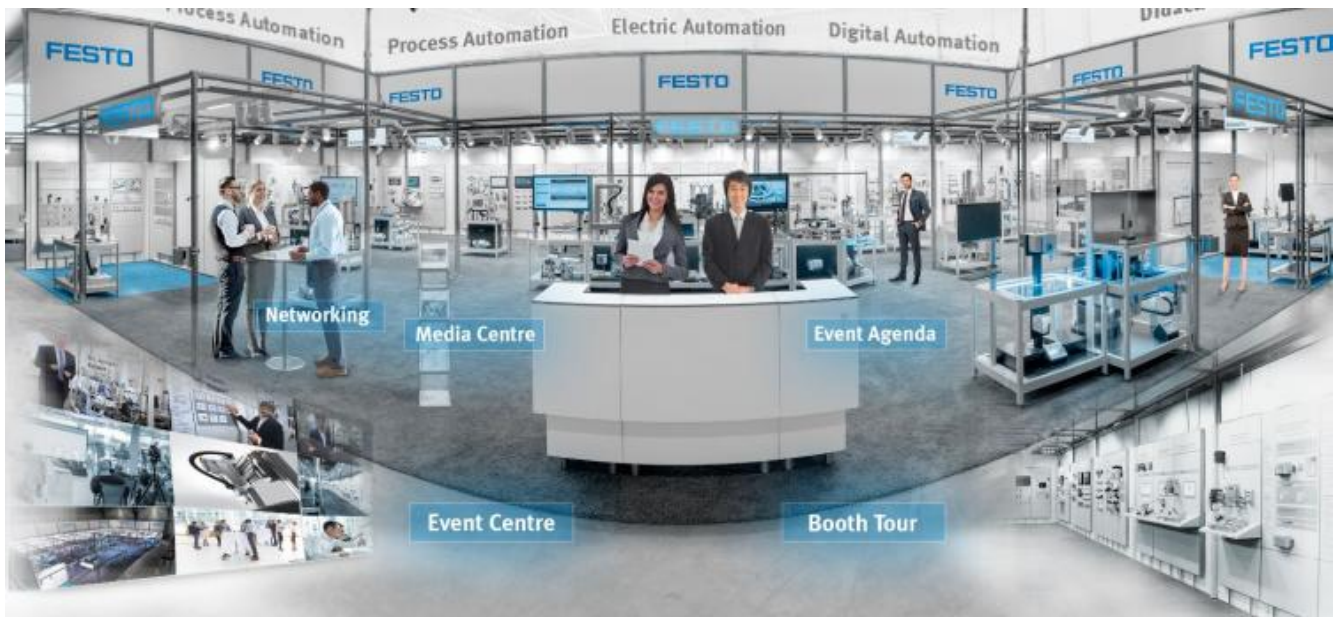 Process Automation
Process Automation
Electric Automation
Digital Automation
FESTO
FESTO
FESTO
FESTO
FESTO
FESTO
FESTO
FESTO
FESTO
Networking
Media Centre
Event Agenda
Event Centre
Booth Tour